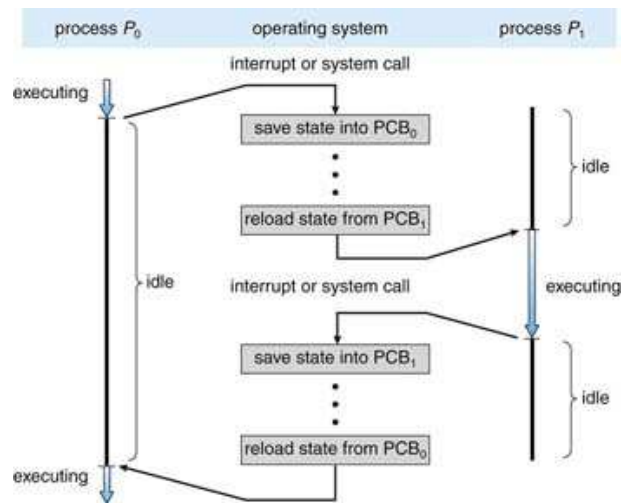 process P₀ operating system process P₁
interrupt or system call
executing
save state into PCB₀
idle
reload state from PCB₁
idle
interrupt or system call
executing
save state into PCB₁
idle
reload state from PCB₀
executing